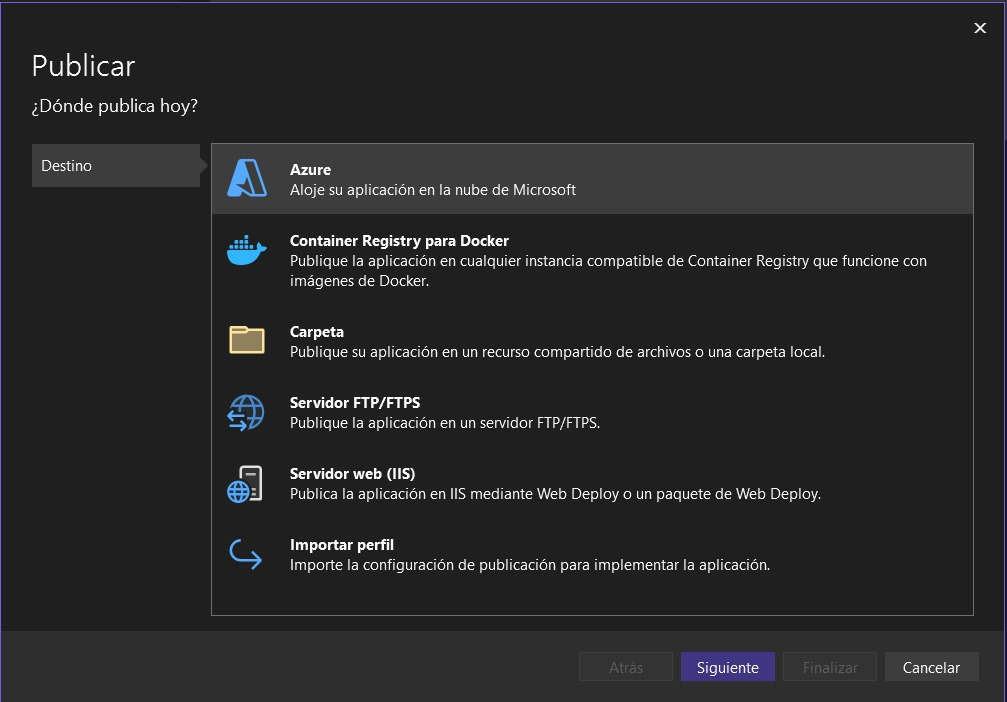 Publicar
¿Dónde publica hoy?
Destino
Azure
Aloje su aplicación en la nube de Microsoft
Container Registry para Docker
Publique la aplicación en cualquier instancia compatible de Container Registry que funcione con
imágenes de Docker.
Carpeta
Publique su aplicación en un recurso compartido de archivos o una carpeta local.
Servidor FTP/FTPS
Publique la aplicación en un servidor FTP/FTPS.
Servidor web (IIS)
Publica la aplicación en IIS mediante Web Deploy o un paquete de Web Deploy.
Importar perfil
Importe la configuración de publicación para implementar la aplicación.
Atrás
Siguiente
Finalizar
Cancelar